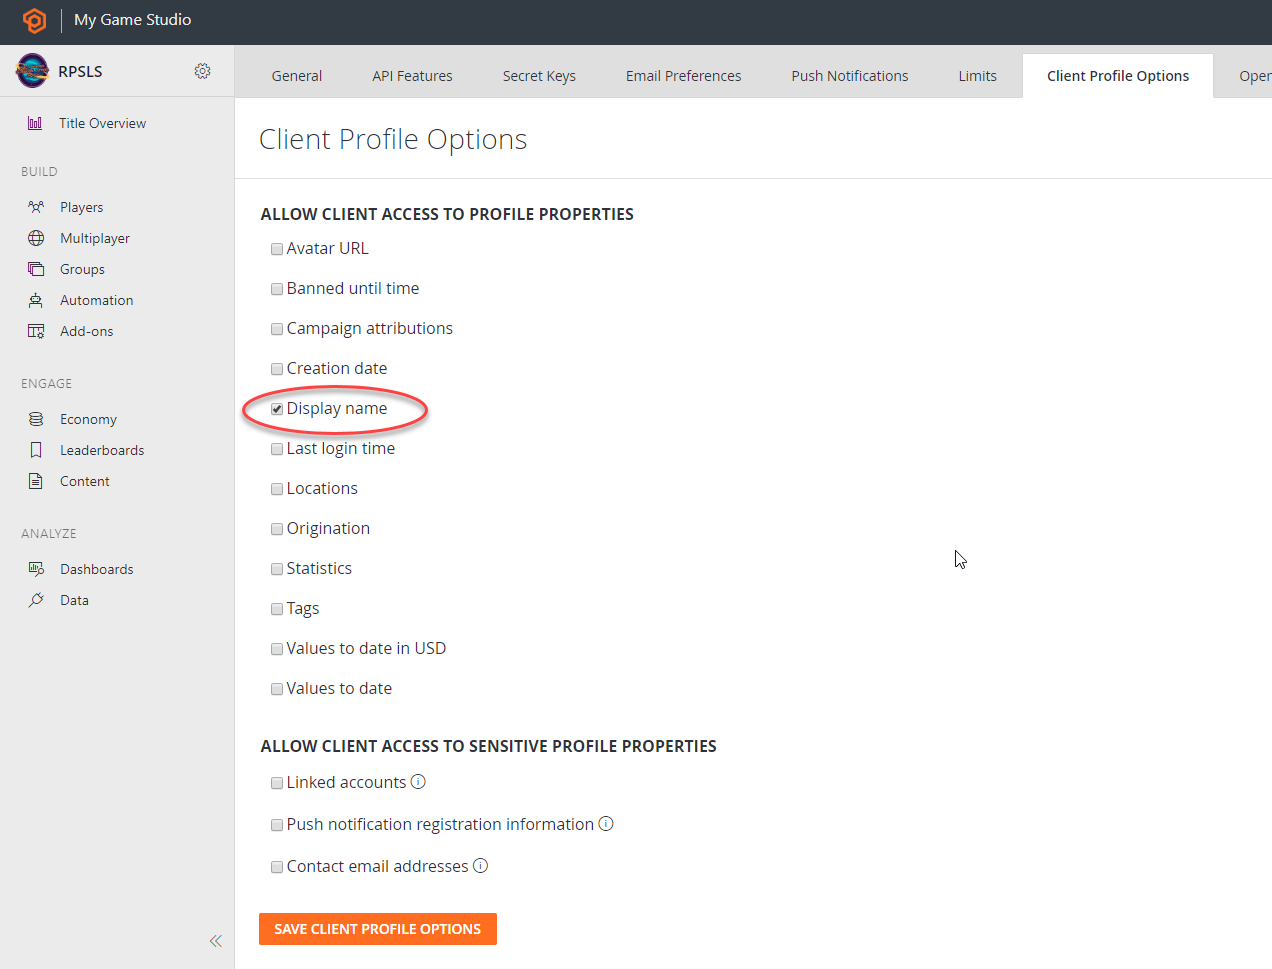 My Game Studio
RPSLS
General
API Features
Secret Keys
Email Preferences
Push Notifications
Limits
Client Profile Options
Oper
Title Overview
BUILD
Players
Multiplayer
Groups
Automation
Add-ons
ENGAGE
Economy
Leaderboards
Content
ANALYZE
Dashboards
Data
Client Profile Options
ALLOW CLIENT ACCESS TO PROFILE PROPERTIES
Avatar URL
Banned until time
Campaign attributions
Creation date
Display name
Last login time
Locations
Origination
Statistics
Tags
Values to date in USD
Values to date
ALLOW CLIENT ACCESS TO SENSITIVE PROFILE PROPERTIES
Linked accounts
Push notification registration information
Contact email addresses
SAVE CLIENT PROFILE OPTIONS